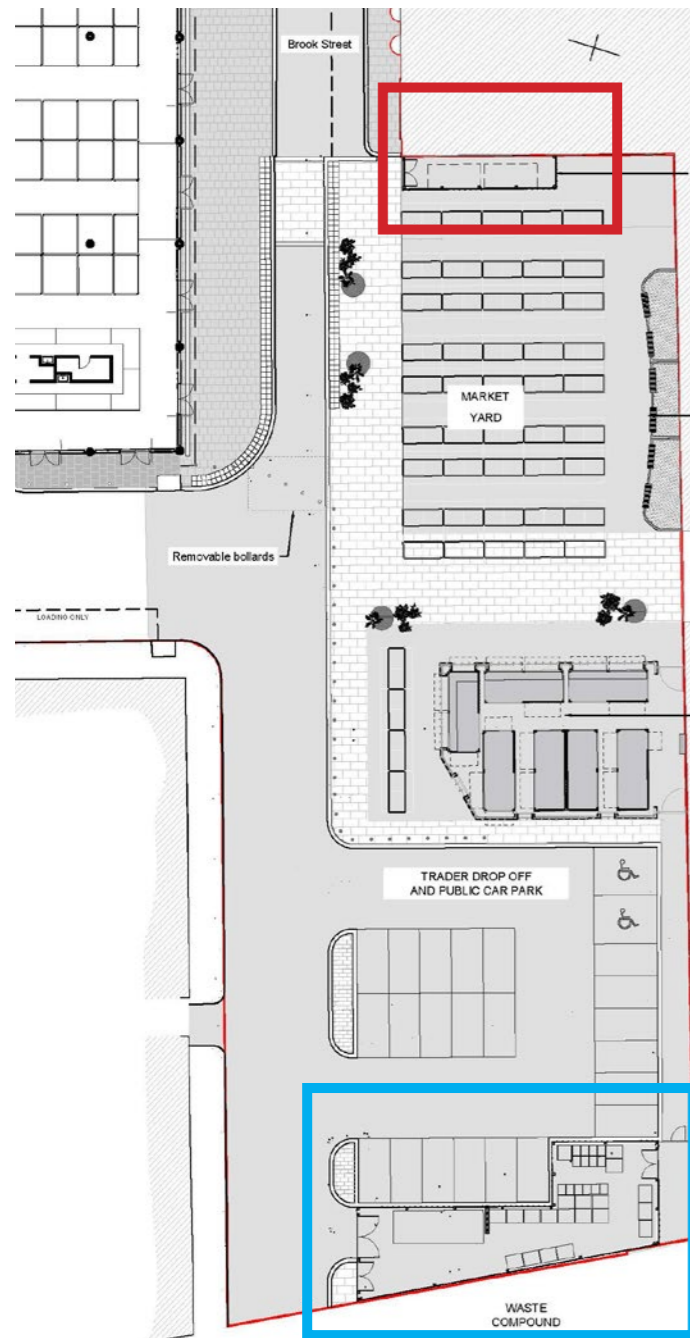 Brook Street
MARKET
YARD
Removable bollards
LOADING ONLY
TRADER DROP OFF
AND PUBLIC CAR PARK
WASTE
COMPOUND